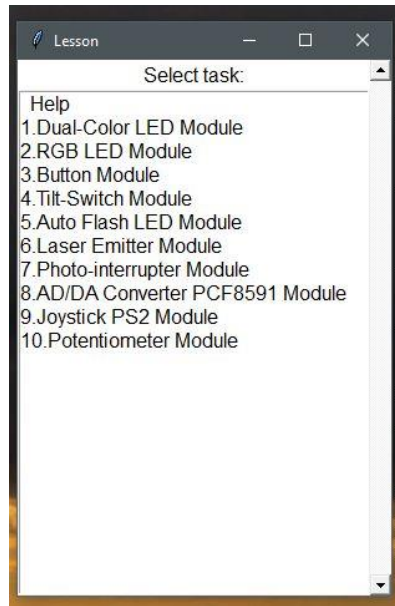 Lesson
Select task:
Help
1.Dual-Color LED Module
2.RGB LED Module
3.Button Module
4.Tilt-Switch Module
5.Auto Flash LED Module
6.Laser Emitter Module
7.Photo-interrupter Module
8.AD/DA Converter PCF8591 Module
9.Joystick PS2 Module
10.Potentiometer Module